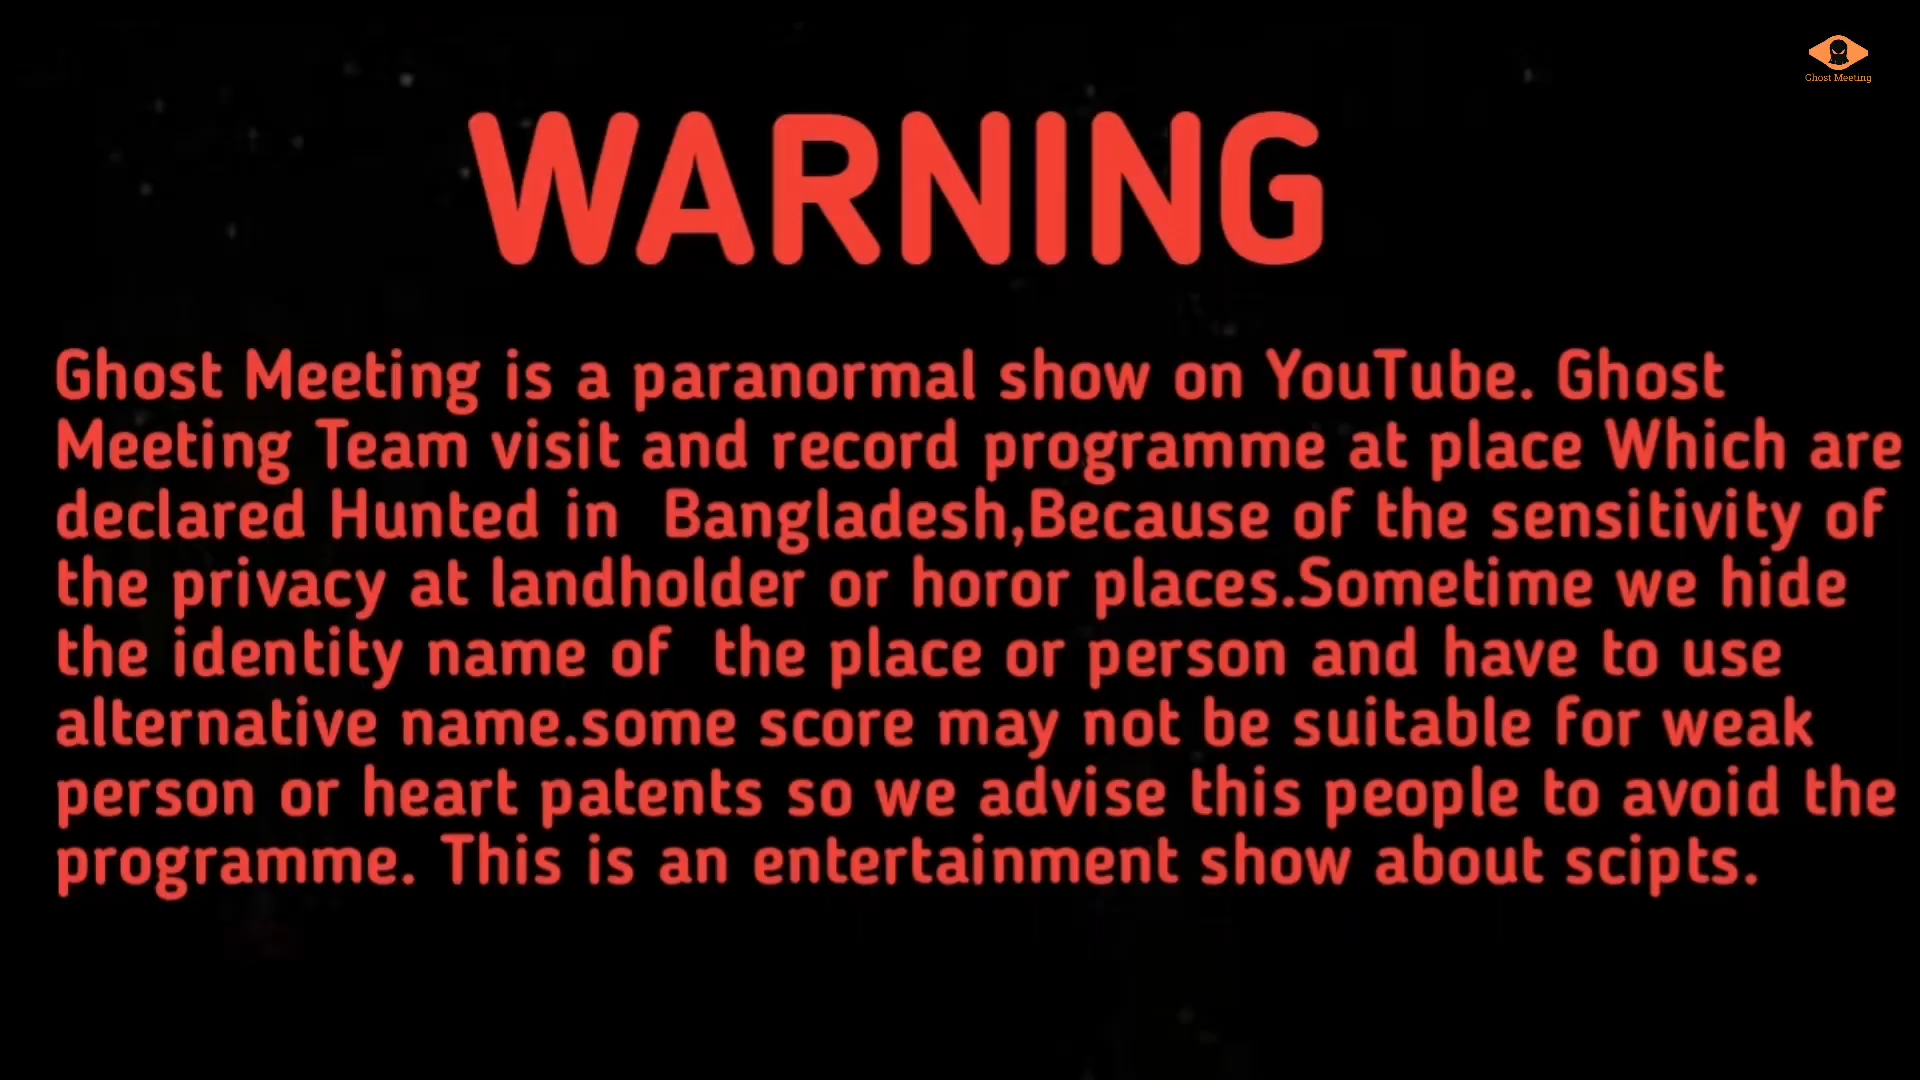 Ghost Meeting
WARNING
Ghost Meeting is a paranormal show on YouTube. Ghost
Meeting Team visit and record programme at place Which are
declared Hunted in  Bangladesh,Because of the sensitivity of
the privacy at landholder or horor places.Sometime we hide
the identity name of  the place or person and have to use
alternative name.some score may not be suitable for weak
person or heart patents so we advise this people to avoid the
programme. This is an entertainment show about scipts.